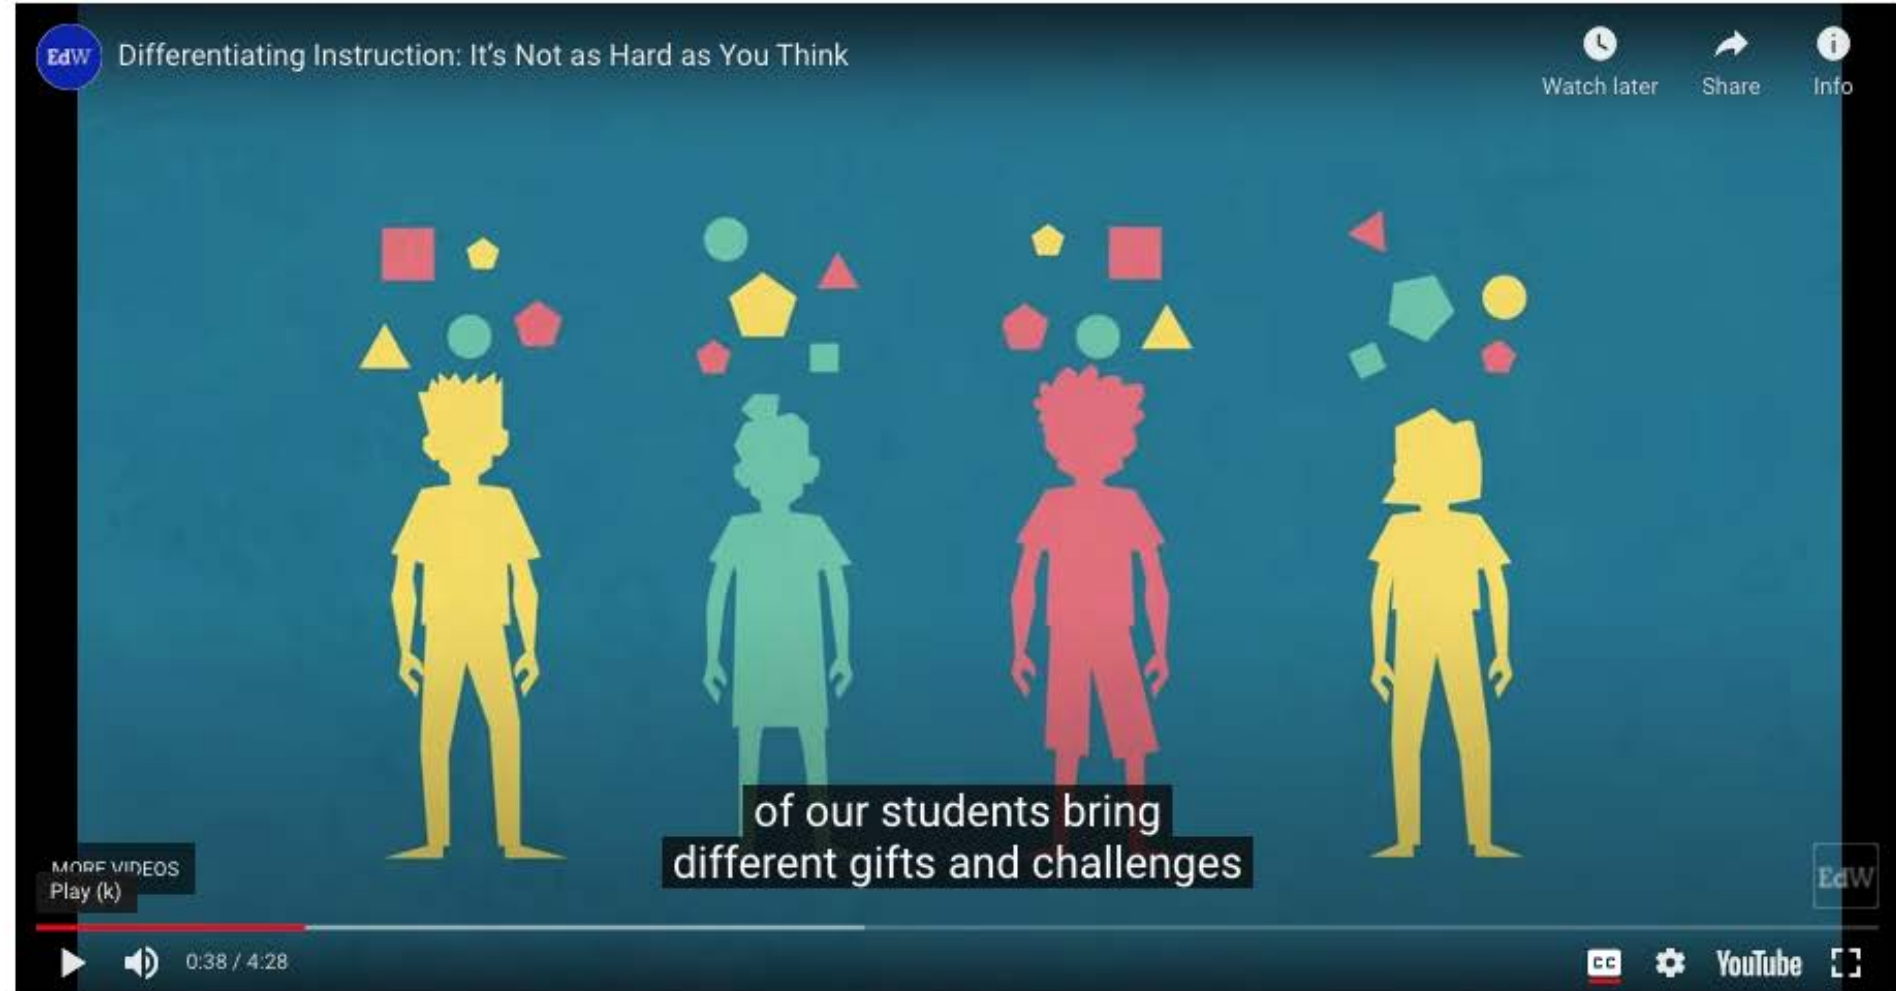 EdW
Differentiating Instruction: It’s Not as Hard as You Think
Watch later
Share
Info
of our students bring
different gifts and challenges
MORE VIDEOS
Play (k)
EdW
0:38 / 4:28
CC
YouTube